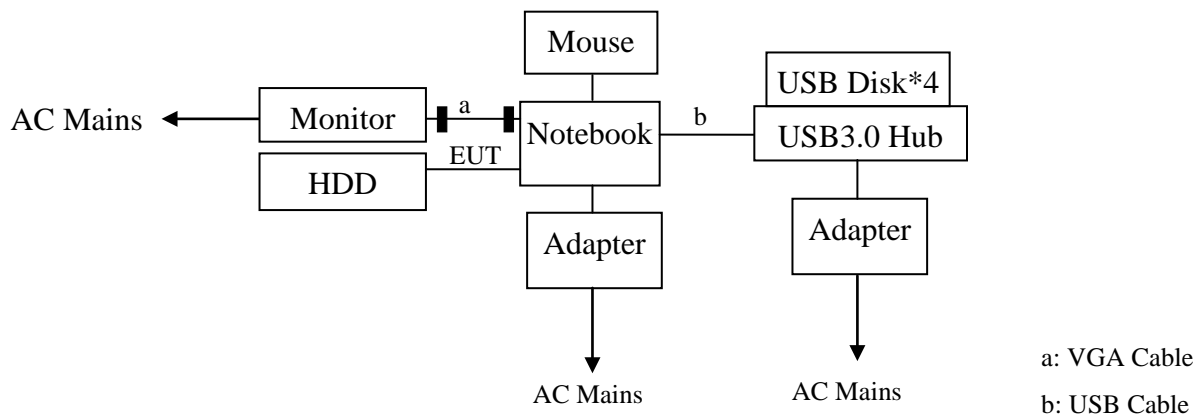 Mouse
USB Disk*4
AC Mains
Monitor
a
Notebook
b
USB3.0 Hub
EUT
HDD
Adapter
Adapter
AC Mains
AC Mains
a: VGA Cable
b: USB Cable